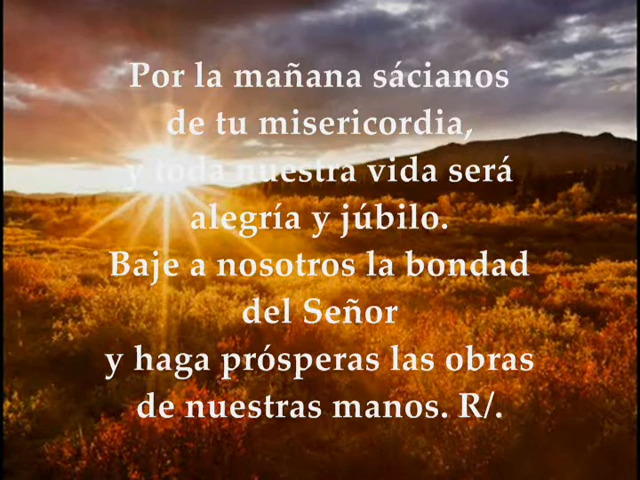 Por la mañana sácianos
de tu misericordia,
y toda nuestra vida será
alegría y júbilo.
Baje a nosotros la bondad
del Señor
y haga prósperas las obras
de nuestras manos. R/.